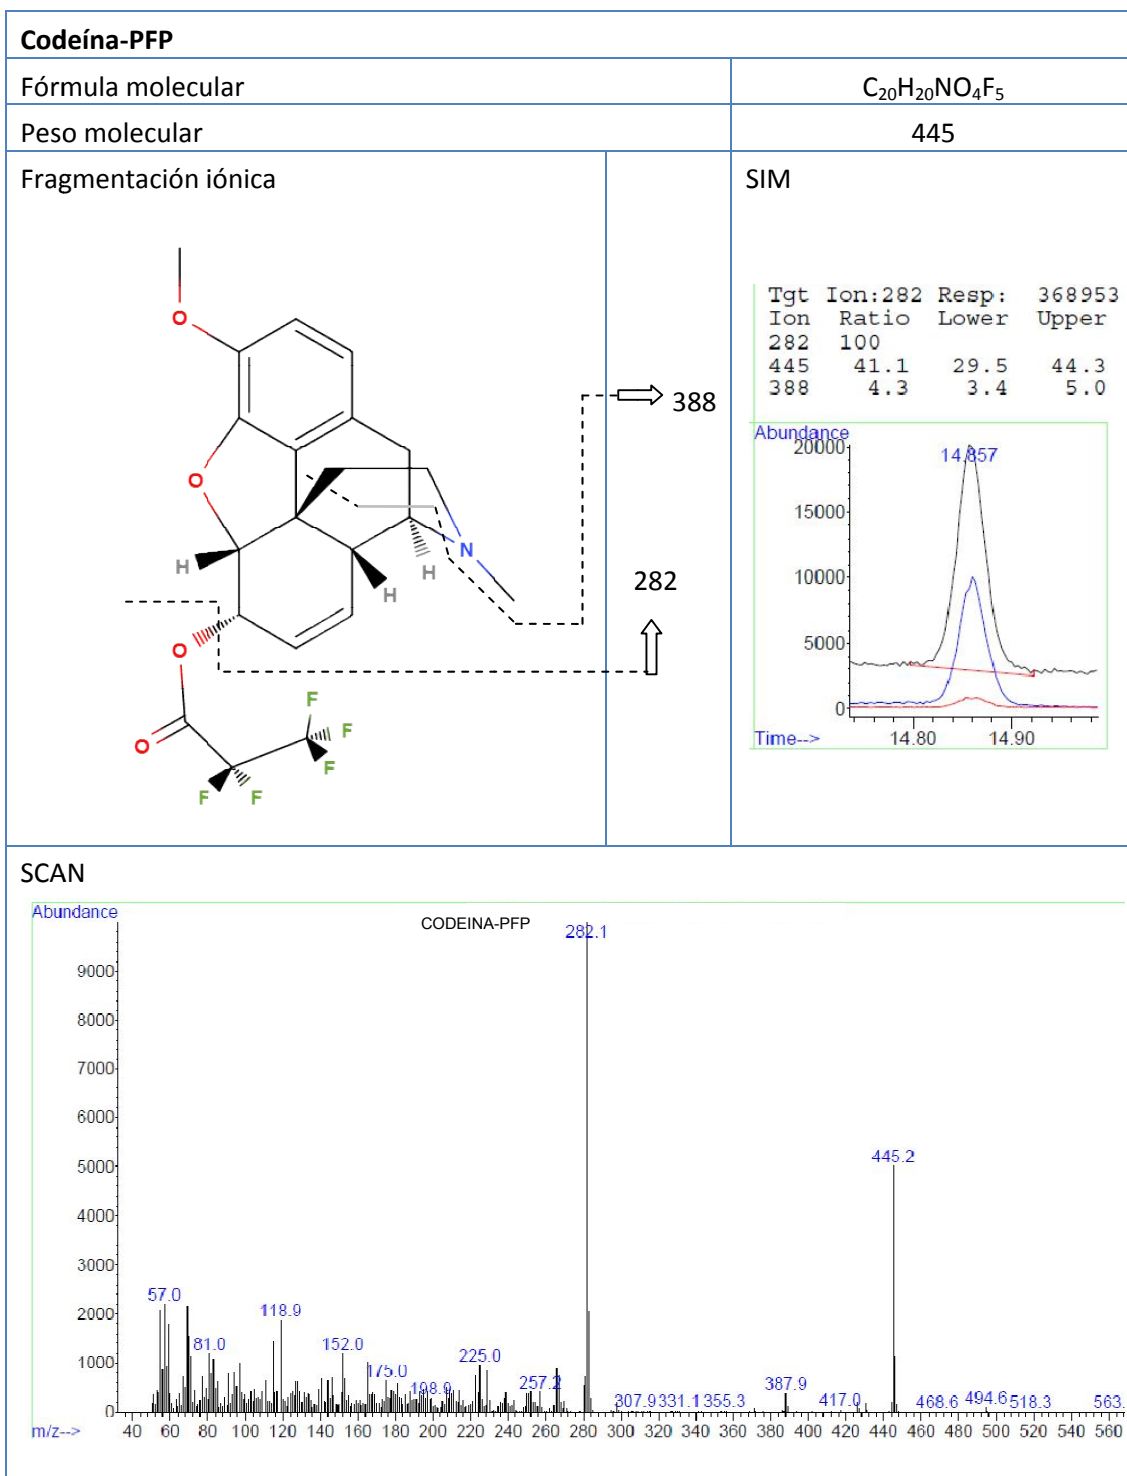 Codeína-PFP
Fórmula molecular C₂₀H₂₀NO₄F₅
Peso molecular 445
Fragmentación iónica
SIM
O
O
H
H
H
N
O
O
F
F
F
F
F
388
282
Tgt Ion:282 Resp: 368953
Ion Ratio Lower Upper
282 100
445 41.1 29.5 44.3
388 4.3 3.4 5.0
Abundance
14.857
20000
15000
10000
5000
0
Time--> 14.80 14.90
SCAN
Abundance
CODEINA-PFP
282.1
9000
8000
7000
6000
5000
4000
3000
2000
1000
0
445.2
57.0
81.0
118.9
152.0
175.0
198.9
225.0
257.2
307.9
331.1
355.3
387.9
417.0
468.6
494.6
518.3
563.
m/z--> 40 60 80 100 120 140 160 180 200 220 240 260 280 300 320 340 360 380 400 420 440 460 480 500 520 540 560